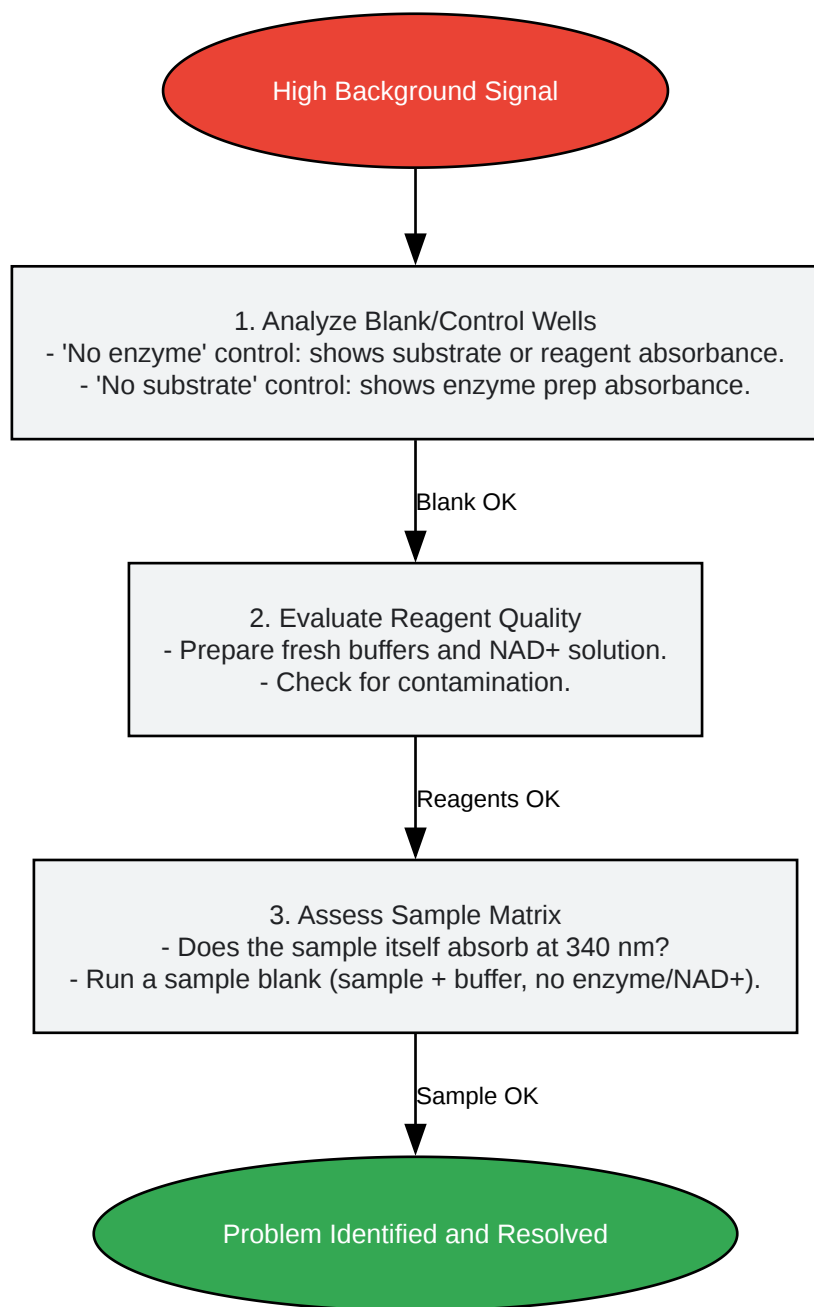 High Background Signal
1. Analyze Blank/Control Wells
- 'No enzyme' control: shows substrate or reagent absorbance.
- 'No substrate' control: shows enzyme prep absorbance.
Blank OK
2. Evaluate Reagent Quality
- Prepare fresh buffers and NAD+ solution.
- Check for contamination.
Reagents OK
3. Assess Sample Matrix
- Does the sample itself absorb at 340 nm?
- Run a sample blank (sample + buffer, no enzyme/NAD+).
Sample OK
Problem Identified and Resolved